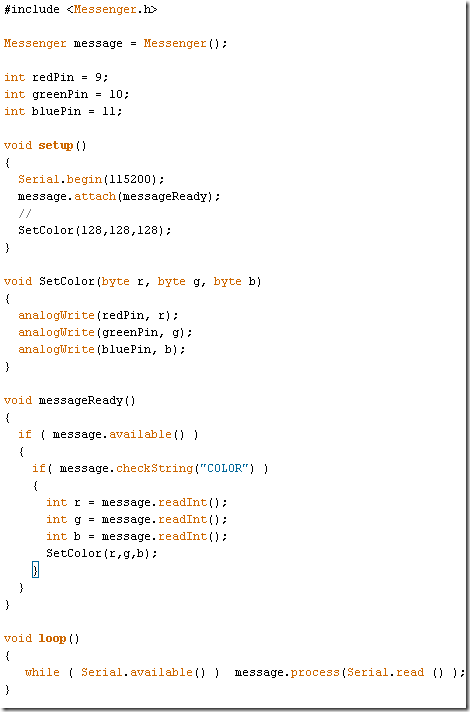 #include <Messenger.h>

Messenger message = Messenger();

int redPin = 9;
int greenPin = 10;
int bluePin = 11;

void setup()
{
  Serial.begin(115200);
  message.attach(messageReady);
  //
  SetColor(128,128,128);
}

void SetColor(byte r, byte g, byte b)
{
  analogWrite(redPin, r);
  analogWrite(greenPin, g);
  analogWrite(bluePin, b);
}

void messageReady()
{
  if ( message.available() )
  {
    if( message.checkString("COLOR") )
    {
      int r = message.readInt();
      int g = message.readInt();
      int b = message.readInt();
      SetColor(r,g,b);
    }
  }
}

void loop()
{
   while ( Serial.available() )  message.process(Serial.read () );
}